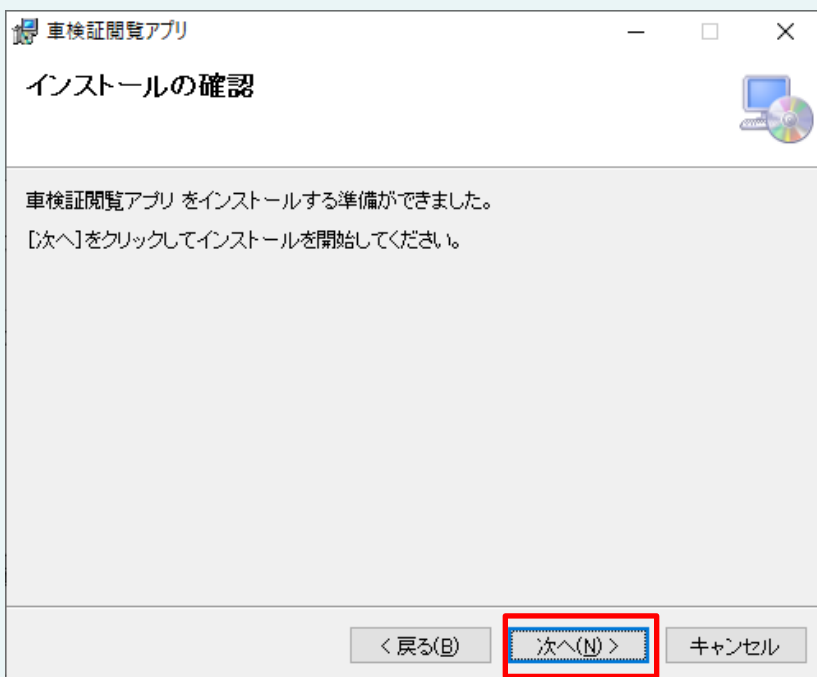 車検証閲覧アプリ
インストールの確認
車検証閲覧アプリ をインストールする準備ができました。
[次へ]をクリックしてインストールを開始してください。
< 戻る(B)
次へ(N) >
キャンセル